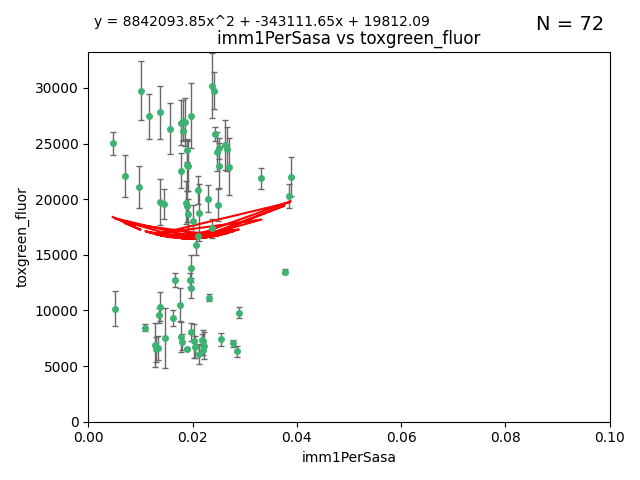 y = 8842093.85x^2 + -343111.65x + 19812.09
N = 72
imm1PerSasa vs toxgreen_fluor
30000
25000
20000
15000
10000
5000
0
toxgreen_fluor
0.00 0.02 0.04 0.06 0.08 0.10
imm1PerSasa